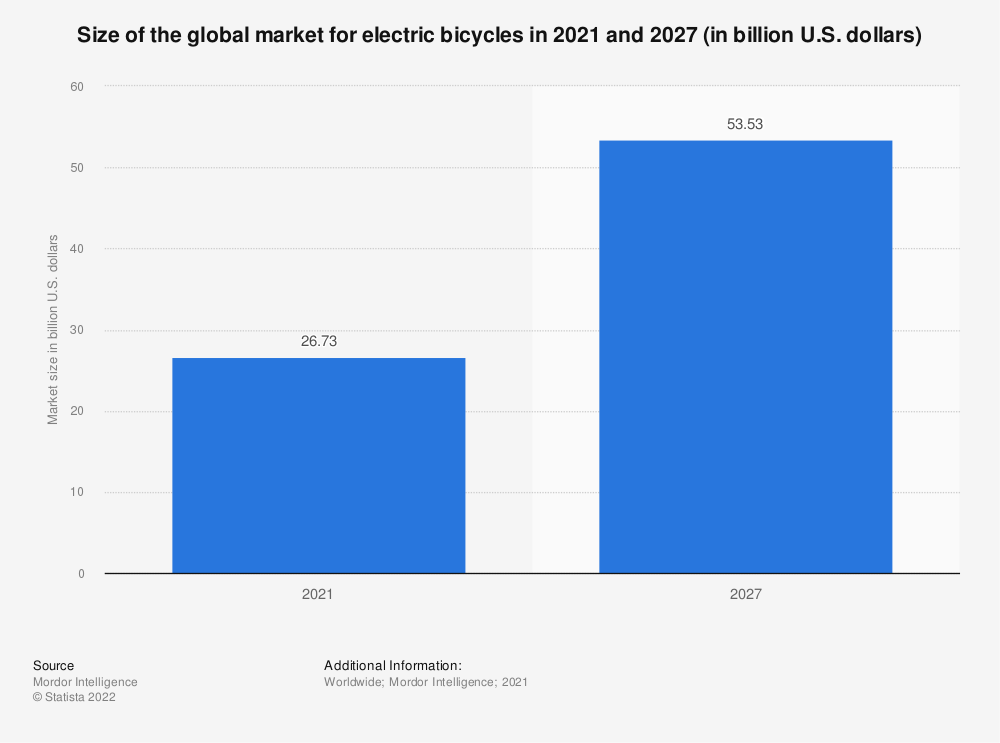 Size of the global market for electric bicycles in 2021 and 2027 (in billion U.S. dollars)
Market size in billion U.S. dollars
60
50
40
30
20
10
0
26.73
53.53
2021
2027
Source
Mordor Intelligence
© Statista 2022
Additional Information:
Worldwide; Mordor Intelligence; 2021